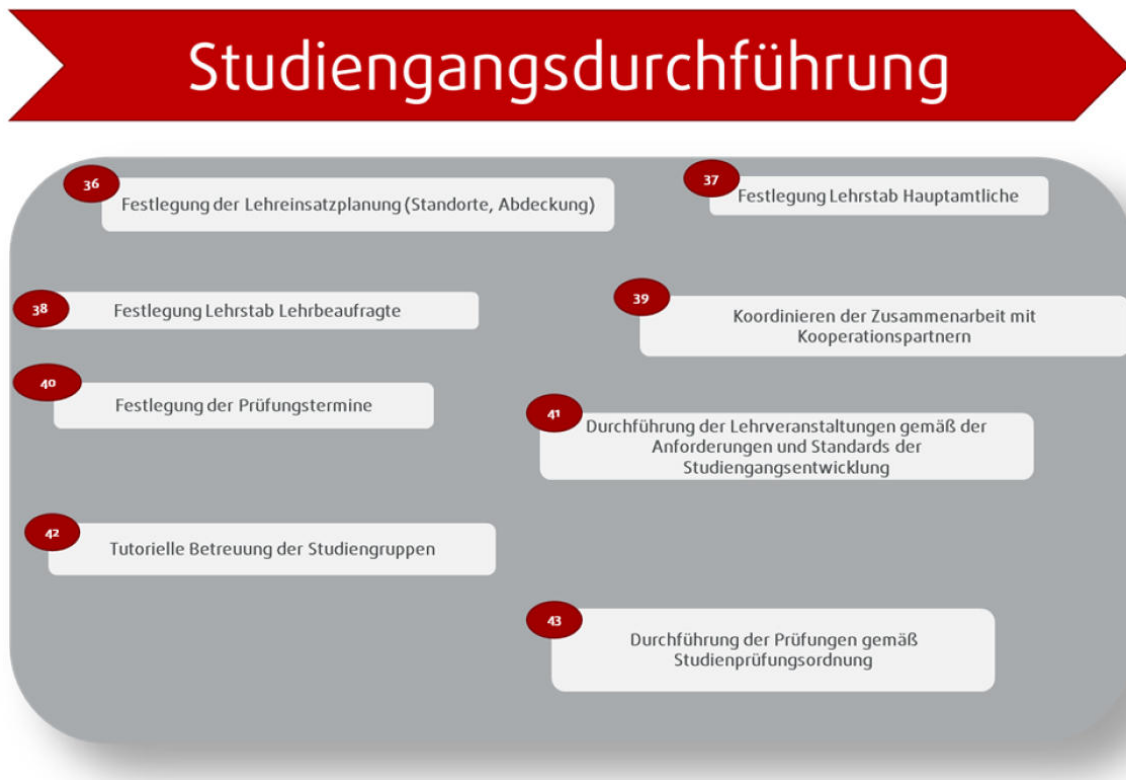 Studiengangsdurchführung
36
Festlegung der Lehreinsatzplanung (Standorte, Abdeckung)
37
Festlegung Lehrstab Hauptamtliche
38
Festlegung Lehrstab Lehrbeaufragte
39
Koordinieren der Zusammenarbeit mit
Kooperationspartnern
40
Festlegung der Prüfungstermine
41
Durchführung der Lehrveranstaltungen gemäß der
Anforderungen und Standards der
Studiengangsentwicklung
42
Tutorielle Betreuung der Studiengruppen
43
Durchführung der Prüfungen gemäß
Studienprüfungsordnung